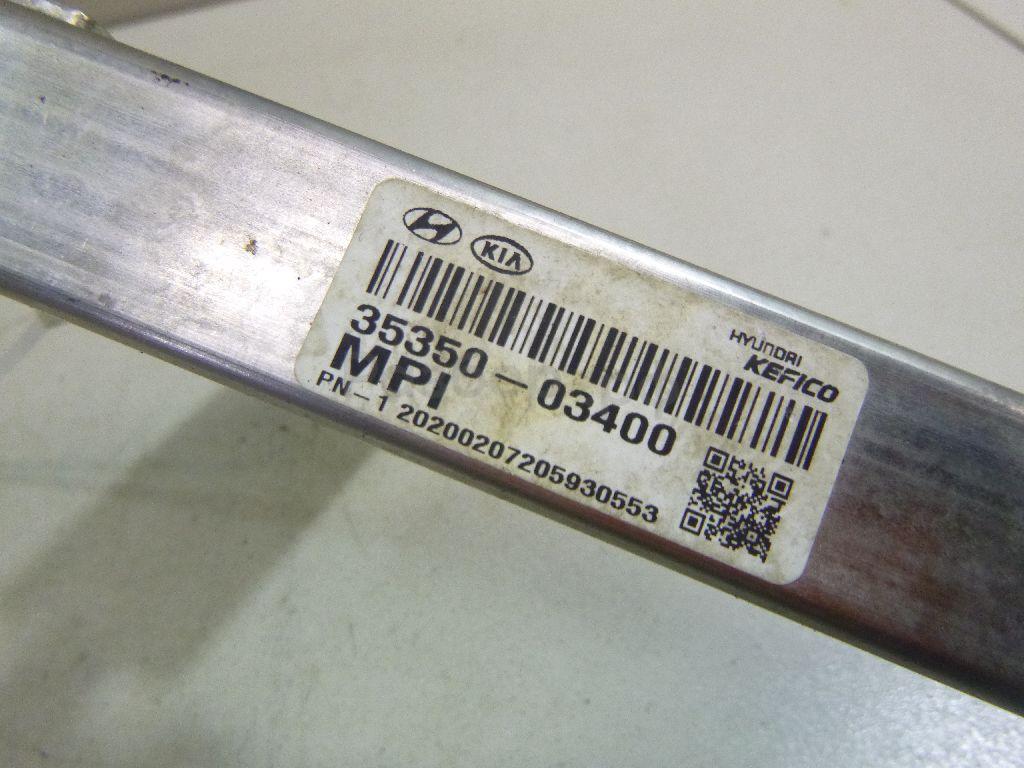 KIA
HYUNDAI
KEFICO
35350-03400
MPI
PN-1 20200207205930553